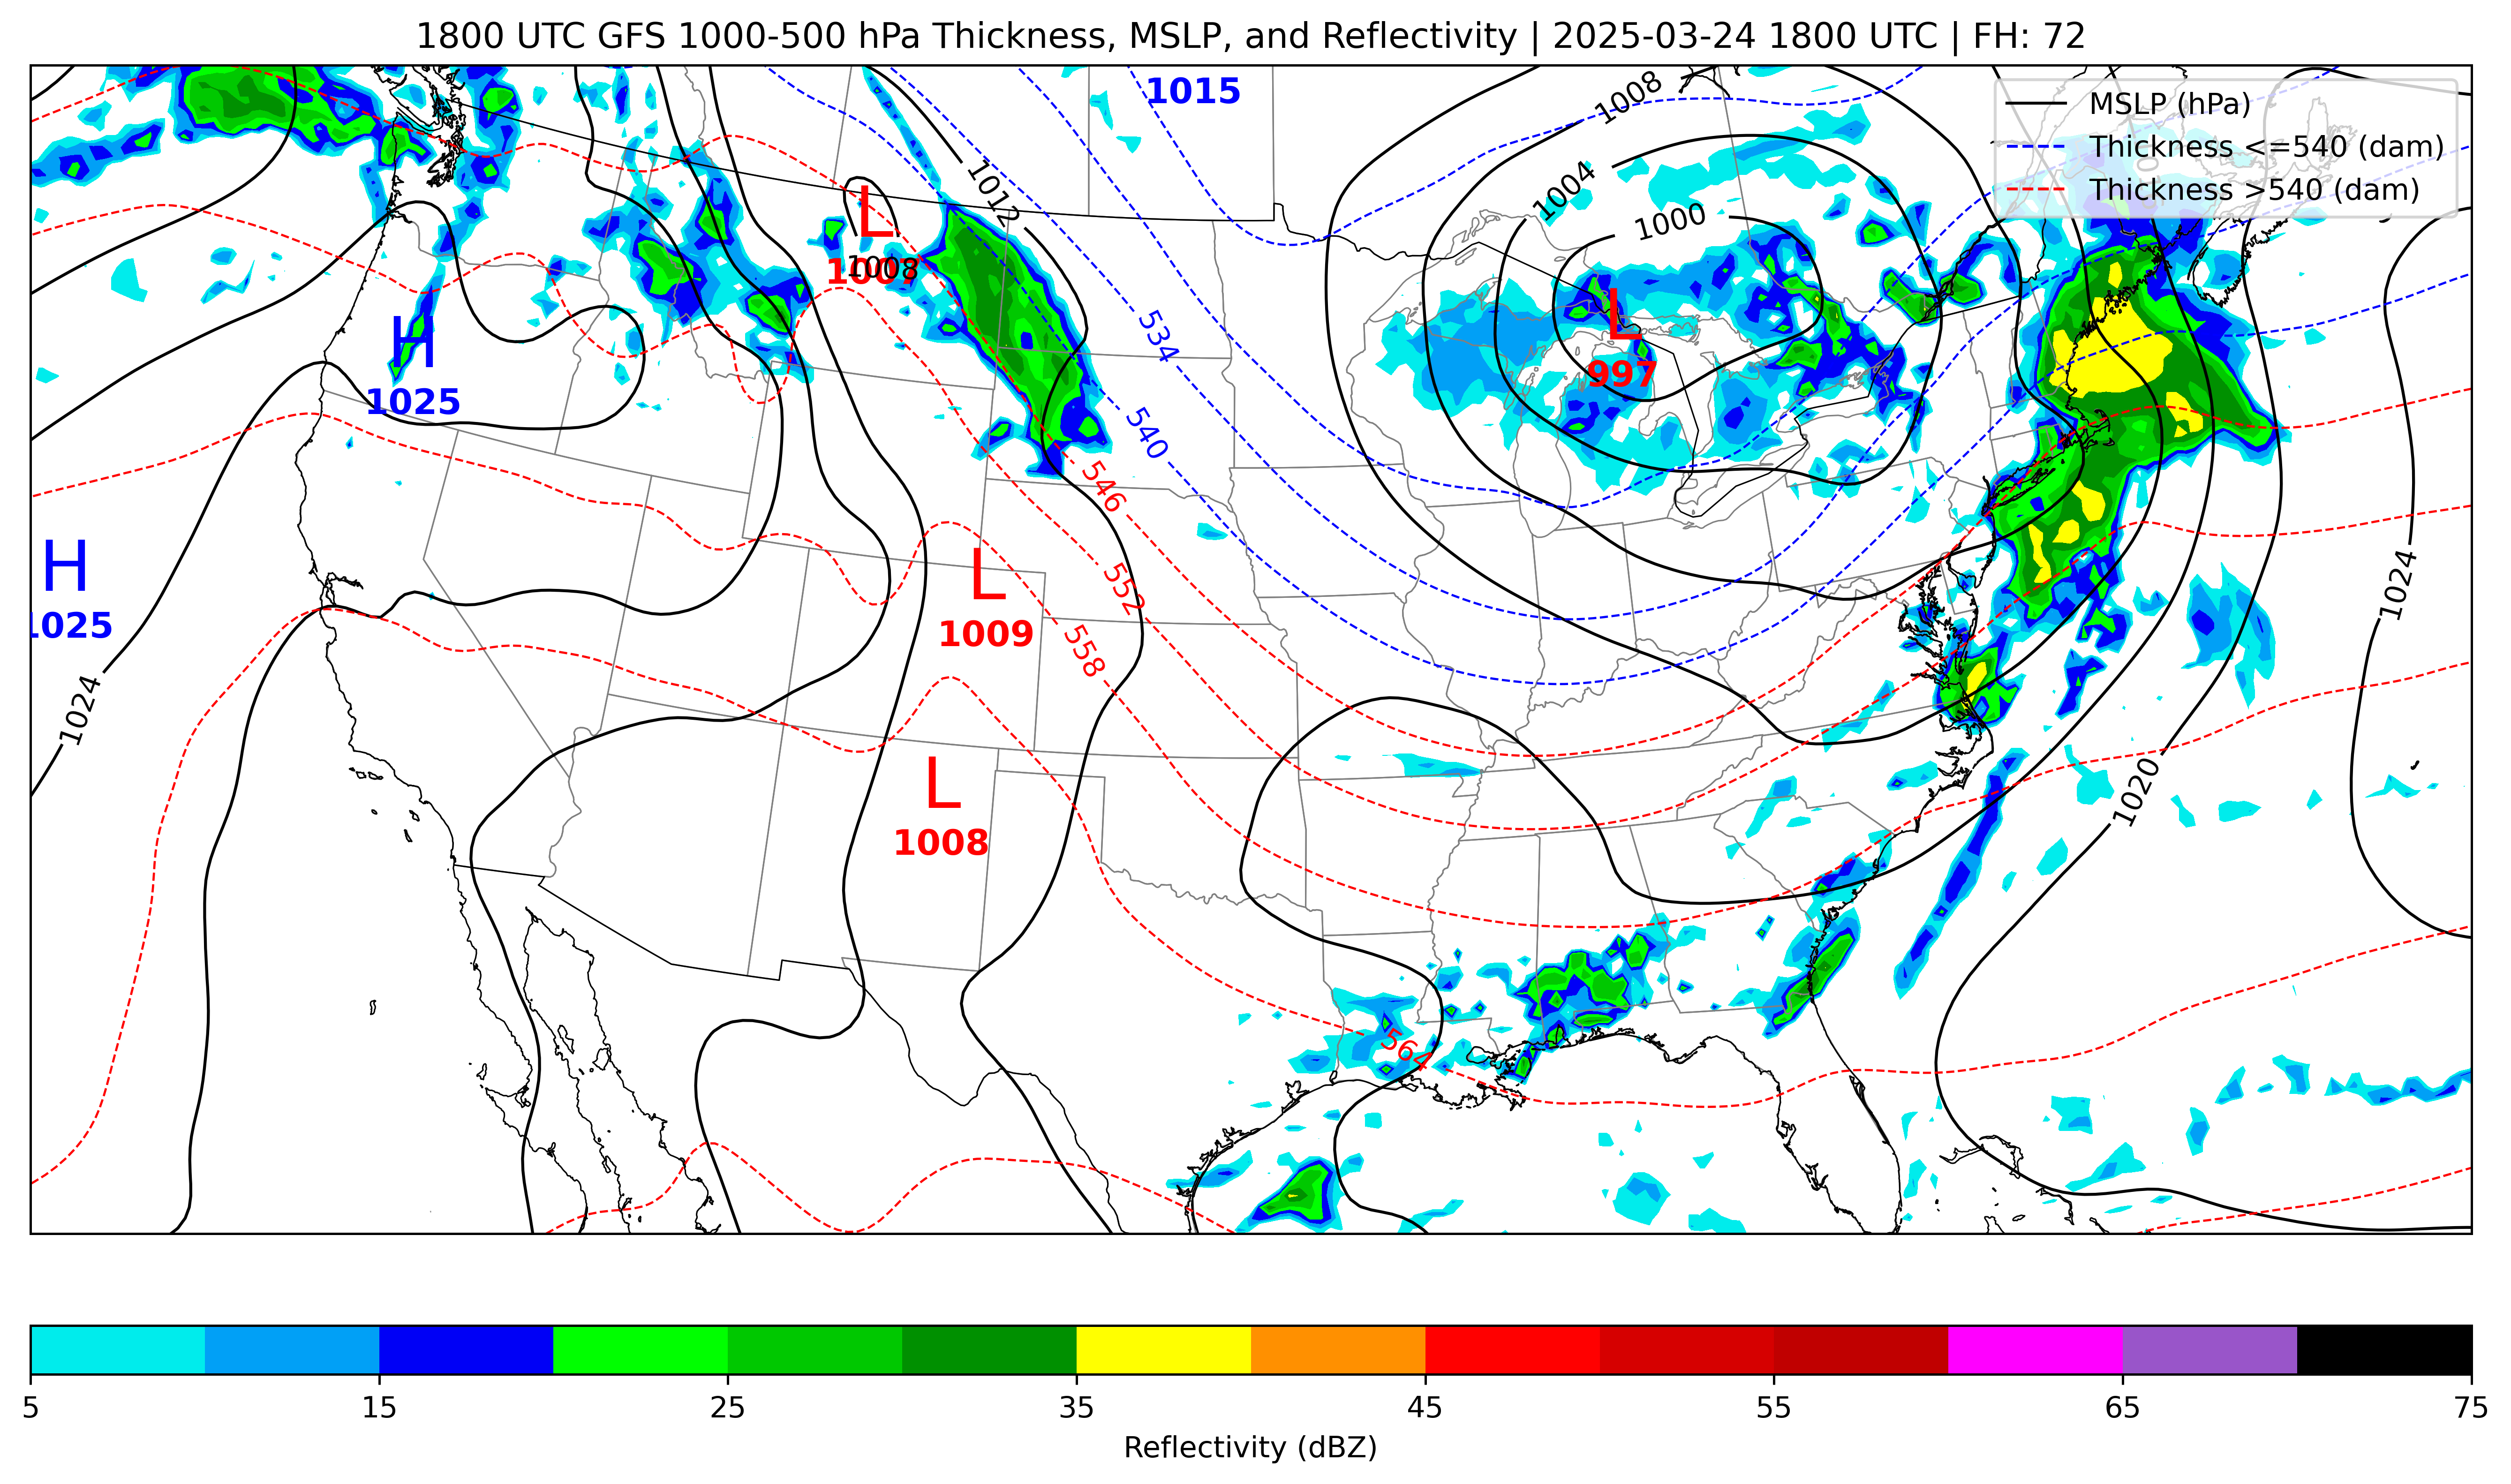 1800 UTC GFS 1000-500 hPa Thickness, MSLP, and Reflectivity | 2025-03-24 1800 UTC | FH: 72
1015
1008
MSLP (hPa)
Thickness <=540 (dam)
Thickness >540 (dam)
1012
1004
1000
L
1007
1008
H
1025
534
L
997
540
546
H
1025
L
1009
552
558
1024
1024
L
1008
1020
564
5 15 25 35 45 55 65 75
Reflectivity (dBZ)